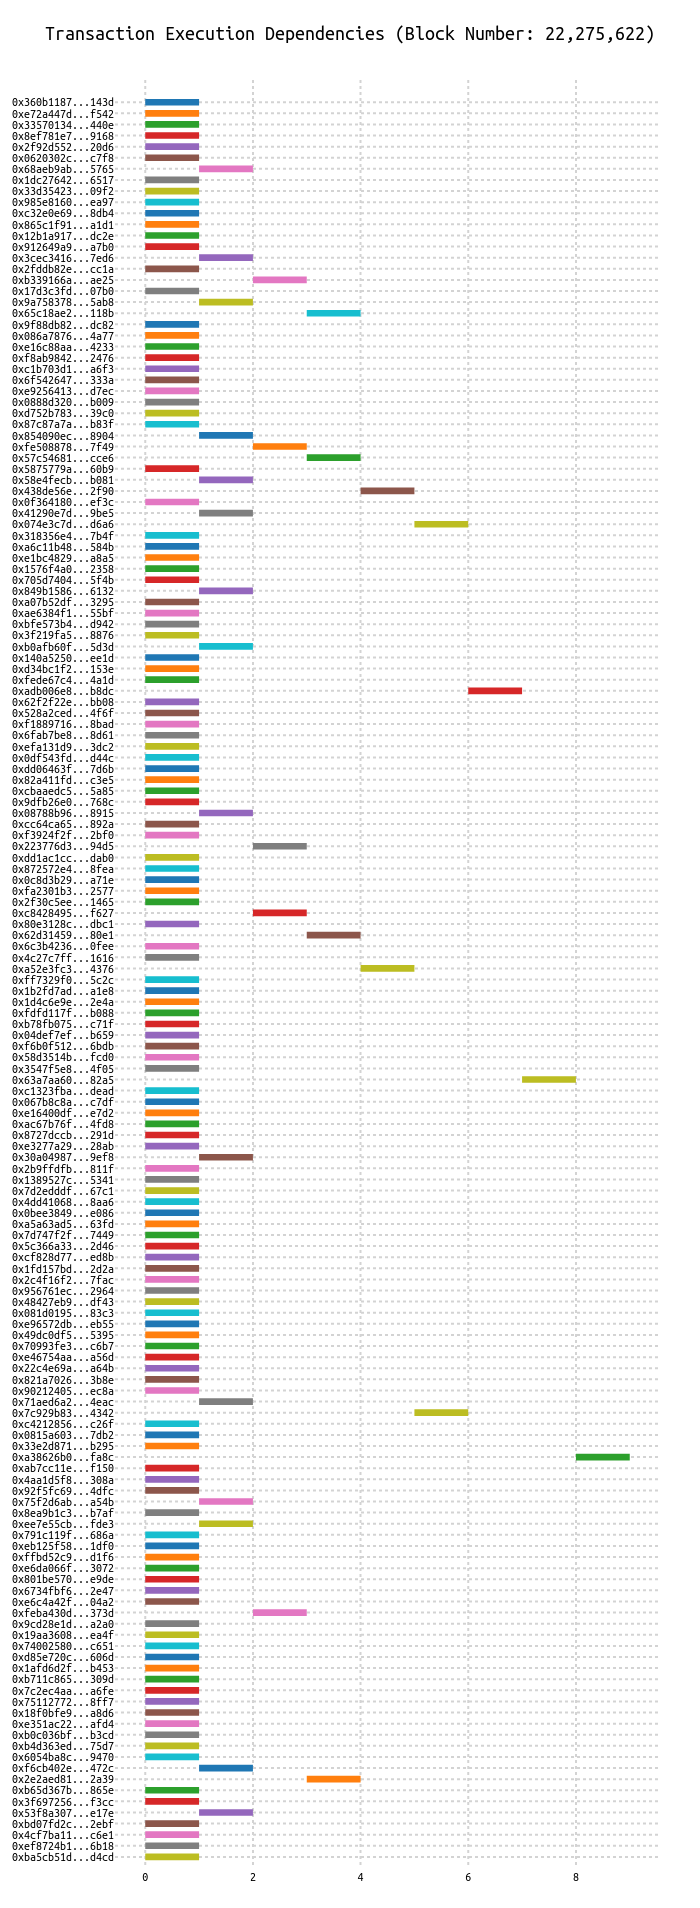 Transaction Execution Dependencies (Block Number: 22,275,622)
0x360b1187...143d
0xe72a447d...f542
0x33570134...440e
0x8ef781e7...9168
0x2f92d552...20d6
0x0620302c...c7f8
0x68aeb9ab...5765
0x1dc27642...6517
0x33d35423...09f2
0x985e8160...ea97
0xc32e0e69...8db4
0x865c1f91...a1d1
0x12b1a917...dc2e
0x912649a9...a7b0
0x3cec3416...7ed6
0x2fddb82e...cc1a
0xb339166a...ae25
0x17d3c3fd...07b0
0x9a758378...5ab8
0x65c18ae2...118b
0x9f88db82...dc82
0x086a7876...4a77
0xe16c88aa...4233
0xf8ab9842...2476
0xc1b703d1...a6f3
0x6f542647...333a
0xe9256413...d7ec
0x0888d320...b009
0xd752b783...39c0
0x87c87a7a...b83f
0x854090ec...8904
0xfe508878...7f49
0x57c54681...cce6
0x5875779a...60b9
0x58e4fecb...b081
0x438de56e...2f90
0x0f364180...ef3c
0x41290e7d...9be5
0x074e3c7d...d6a6
0x318356e4...7b4f
0xa6c11b48...584b
0xe1bc4829...a8a5
0x1576f4a0...2358
0x705d7404...5f4b
0x849b1586...6132
0xa07b52df...3295
0xae6384f1...55bf
0xbfe573b4...d942
0x3f219fa5...8876
0xb0afb60f...5d3d
0x140a5250...ee1d
0xd34bc1f2...153e
0xfede67c4...4a1d
0xadb006e8...b8dc
0x62f2f22e...bb08
0x528a2ced...4f6f
0xf1889716...8bad
0x6fab7be8...8d61
0xefa131d9...3dc2
0x0df543fd...d44c
0xdd06463f...7d6b
0x82a411fd...c3e5
0xcbaaedc5...5a85
0x9dfb26e0...768c
0x08788b96...8915
0xcc64ca65...892a
0xf3924f2f...2bf0
0x223776d3...94d5
0xdd1ac1cc...dab0
0x872572e4...8fea
0x0c8d3b29...a71e
0xfa2301b3...2577
0x2f30c5ee...1465
0xc8428495...f627
0x80e3128c...dbc1
0x62d31459...80e1
0x6c3b4236...0fee
0x4c27c7ff...1616
0xa52e3fc3...4376
0xff7329f0...5c2c
0x1b2fd7ad...a1e8
0x1d4c6e9e...2e4a
0xfdfd117f...b088
0xb78fb075...c71f
0x04def7ef...b659
0xf6b0f512...6bdb
0x58d3514b...fcd0
0x3547f5e8...4f05
0x63a7aa60...82a5
0xc1323fba...dead
0x067b8c8a...c7df
0xe16400df...e7d2
0xac67b76f...4fd8
0x8727dccb...291d
0xe3277a29...28ab
0x30a04987...9ef8
0x2b9ffdfb...811f
0x1389527c...5341
0x7d2edddf...67c1
0x4dd41068...8aa6
0x0bee3849...e086
0xa5a63ad5...63fd
0x7d747f2f...7449
0x5c366a33...2d46
0xcf828d77...ed8b
0x1fd157bd...2d2a
0x2c4f16f2...7fac
0x956761ec...2964
0x48427eb9...df43
0x081d0195...83c3
0xe96572db...eb55
0x49dc0df5...5395
0x70993fe3...c6b7
0xe46754aa...a56d
0x22c4e69a...a64b
0x821a7026...3b8e
0x90212405...ec8a
0x71aed6a2...4eac
0x7c929b83...4342
0xc4212856...c26f
0x0815a603...7db2
0x33e2d871...b295
0xa38626b0...fa8c
0xab7cc11e...f150
0x4aa1d5f8...308a
0x92f5fc69...4dfc
0x75f2d6ab...a54b
0x8ea9b1c3...b7af
0xee7e55cb...fde3
0x791c119f...686a
0xeb125f58...1df0
0xffbd52c9...d1f6
0xe6da066f...3072
0x801be570...e9de
0x6734fbf6...2e47
0xe6c4a42f...04a2
0xfeba430d...373d
0x9cd28e1d...a2a0
0x19aa3608...ea4f
0x74002580...c651
0xd85e720c...606d
0x1afd6d2f...b453
0xb711c865...309d
0x7c2ec4aa...a6fe
0x75112772...8ff7
0x18f0bfe9...a8d6
0xe351ac22...afd4
0xb0c036bf...b3cd
0xb4d363ed...75d7
0x6054ba8c...9470
0xf6cb402e...472c
0x2e2aed81...2a39
0xb65d367b...865e
0x3f697256...f3cc
0x53f8a307...e17e
0xbd07fd2c...2ebf
0x4cf7ba11...c6e1
0xef8724b1...6b18
0xba5cb51d...d4cd
0 2 4 6 8